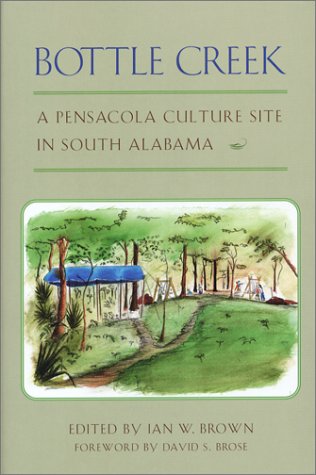 BOTTLE CREEK
A PENSACOLA CULTURE SITE
IN SOUTH ALABAMA
EDITED BY IAN W. BROWN
FOREWORD BY DAVID S. BROSE